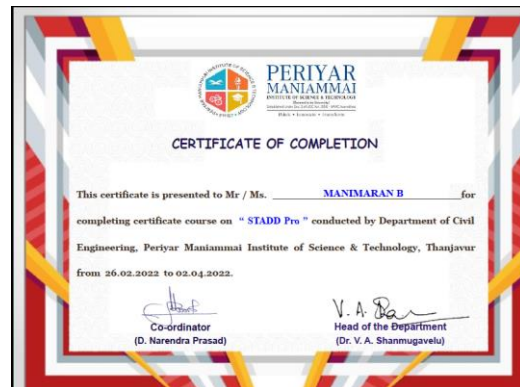 PERIYAR
MANIAMMAI
INSTITUTE OF SCIENCE & TECHNOLOGY
CERTIFICATE OF COMPLETION
This certificate is presented to Mr / Ms. MANIMARAN B for
completing certificate course on “ STADD Pro ” conducted by Department of Civil
Engineering, Periyar Maniammai Institute of Science & Technology, Thanjavur
from 26.02.2022 to 02.04.2022.
V. A.
Co-ordinator
(D. Narendra Prasad)
Head of the Department
(Dr. V. A. Shanmugavelu)